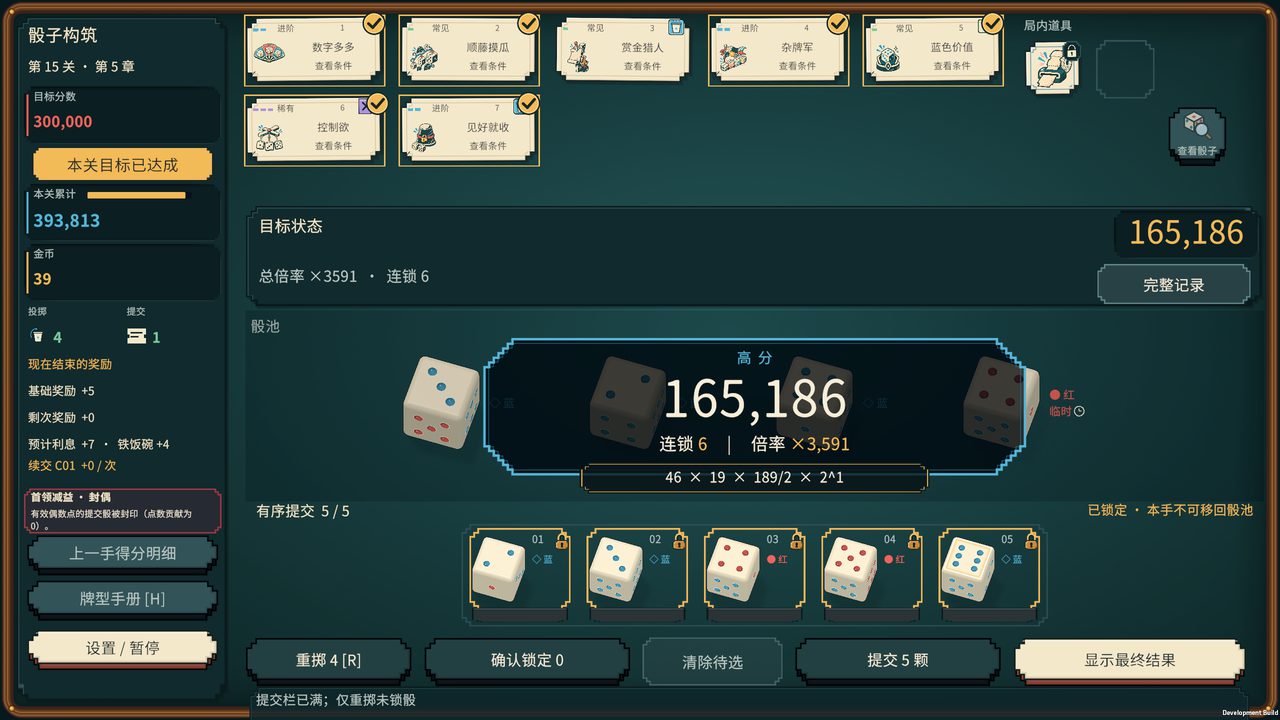 骰子构筑
第 15 关 · 第 5 章
目标分数
300,000
本关目标已达成
本关累计
393,813
金币
39
投掷
提交
4
1
现在结束的奖励
基础奖励 +5
剩次奖励 +0
预计利息 +7 · 铁饭碗 +4
续交 C01 +0 / 次
首领减益 · 封偶
有效偶数点的提交骰被封印（点数贡献为
0）。
上一手得分明细
牌型手册 [H]
设置 / 暂停
进阶 1
数字多多
查看条件
常见 2
顺藤摸瓜
查看条件
常见 3
赏金猎人
查看条件
进阶 4
杂牌军
查看条件
常见 5
蓝色价值
查看条件
稀有 6
控制欲
查看条件
进阶 7
见好就收
查看条件
局内道具
查看骰子
目标状态
165,186
总倍率 ×3591 · 连锁 6
完整记录
骰池
高 分
165,186
连锁 6 | 倍率 ×3,591
46 × 19 × 189/2 × 2^1
◇ 蓝
◇ 蓝
红
临时
有序提交 5 / 5
已锁定 · 本手不可移回骰池
01
◇ 蓝
02
◇ 蓝
03
红
04
红
05
◇ 蓝
重掷 4 [R]
确认锁定 0
清除待选
提交 5 颗
显示最终结果
提交栏已满；仅重掷未锁骰
Development Build